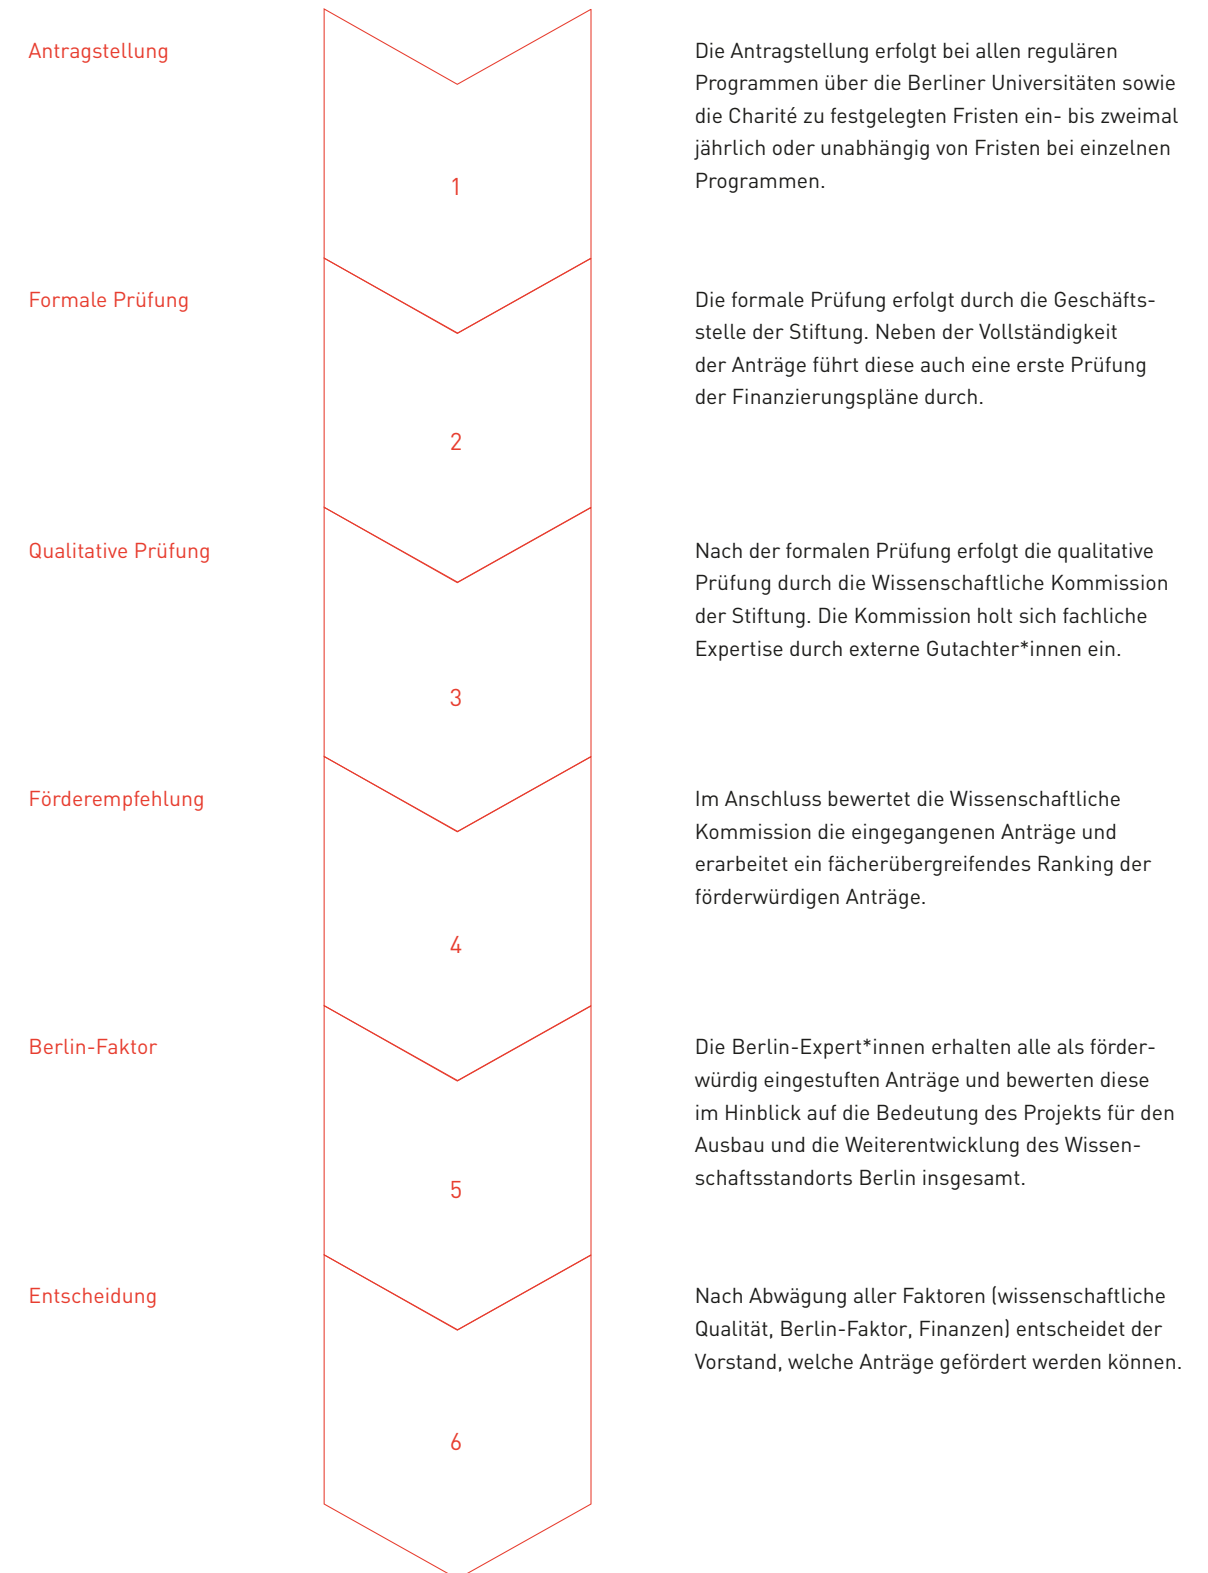 Antragstellung
Die Antragstellung erfolgt bei allen regulären
Programmen über die Berliner Universitäten sowie
die Charité zu festgelegten Fristen ein- bis zweimal
jährlich oder unabhängig von Fristen bei einzelnen
Programmen.
1
Formale Prüfung
Die formale Prüfung erfolgt durch die Geschäfts-
stelle der Stiftung. Neben der Vollständigkeit
der Anträge führt diese auch eine erste Prüfung
der Finanzierungspläne durch.
2
Qualitative Prüfung
Nach der formalen Prüfung erfolgt die qualitative
Prüfung durch die Wissenschaftliche Kommission
der Stiftung. Die Kommission holt sich fachliche
Expertise durch externe Gutachter*innen ein.
3
Förderempfehlung
Im Anschluss bewertet die Wissenschaftliche
Kommission die eingegangenen Anträge und
erarbeitet ein fächerübergreifendes Ranking der
förderwürdigen Anträge.
4
Berlin-Faktor
Die Berlin-Expert*innen erhalten alle als förder-
würdig eingestuften Anträge und bewerten diese
im Hinblick auf die Bedeutung des Projekts für den
Ausbau und die Weiterentwicklung des Wissen-
schaftsstandorts Berlin insgesamt.
5
Entscheidung
Nach Abwägung aller Faktoren (wissenschaftliche
Qualität, Berlin-Faktor, Finanzen) entscheidet der
Vorstand, welche Anträge gefördert werden können.
6